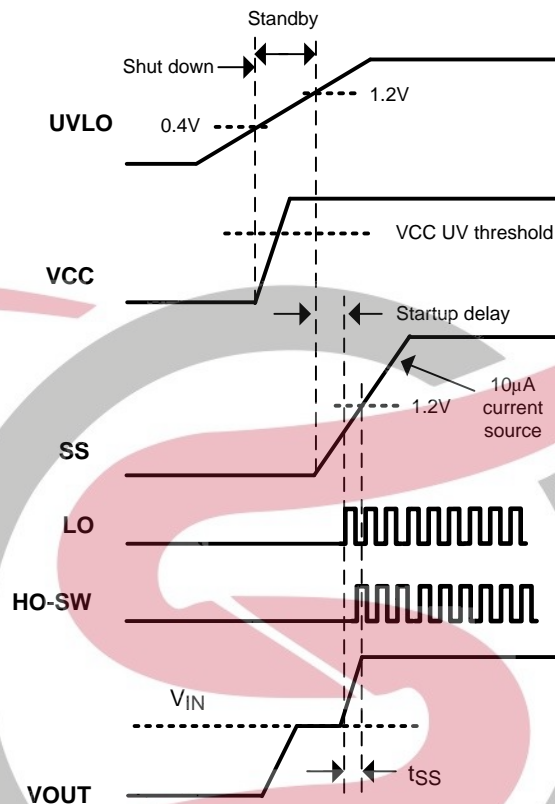 Standby
Shut down
1.2V
UVLO
0.4V
VCC UV threshold
VCC
Startup delay
10µA
current
source
1.2V
SS
LO
HO-SW
VIN
tSS
VOUT